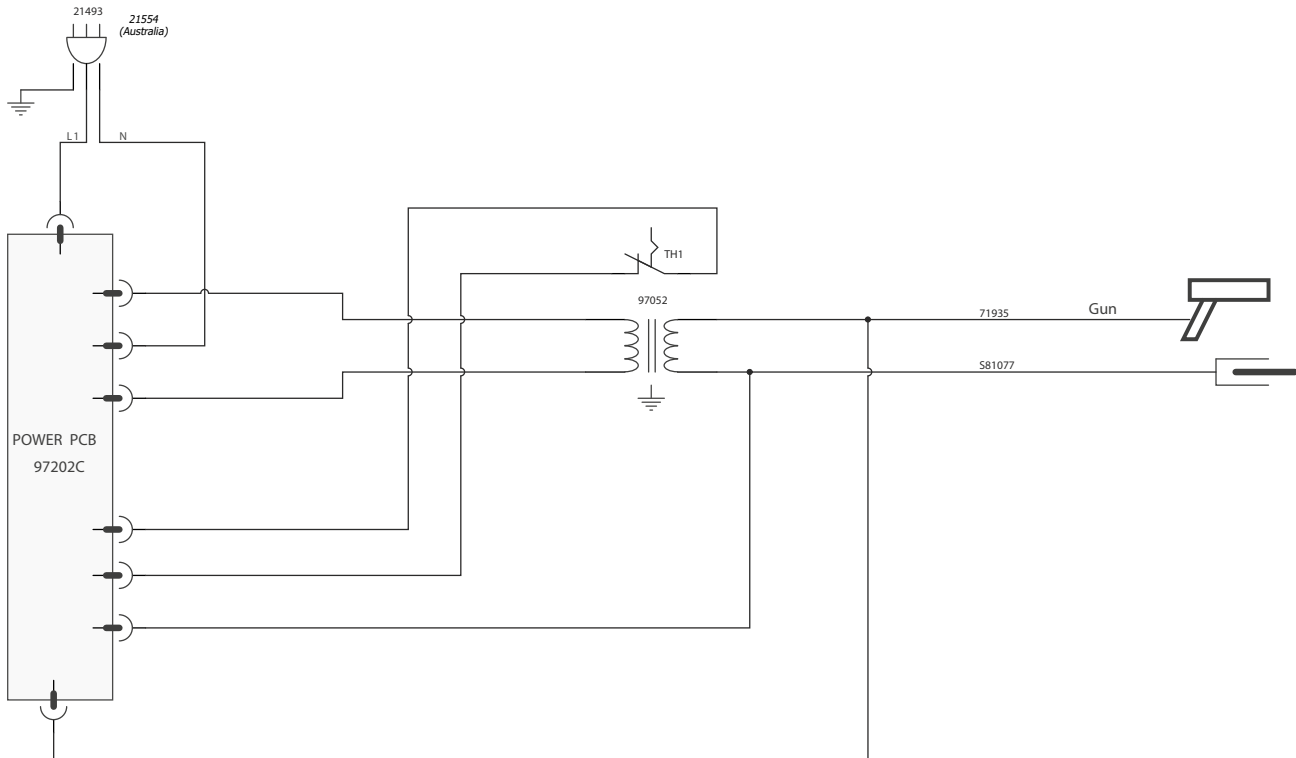 21493
21554
(Australia)
L1
N
TH1
97052
71935
Gun
S81077
POWER PCB
97202C